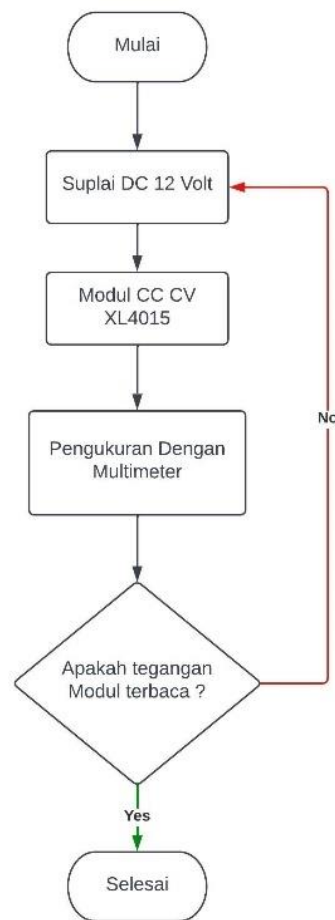 Mulai
Suplai DC 12 Volt
Modul CC CV
XL4015
Pengukuran Dengan
Multimeter
No
Apakah tegangan
Modul terbaca ?
Yes
Selesai